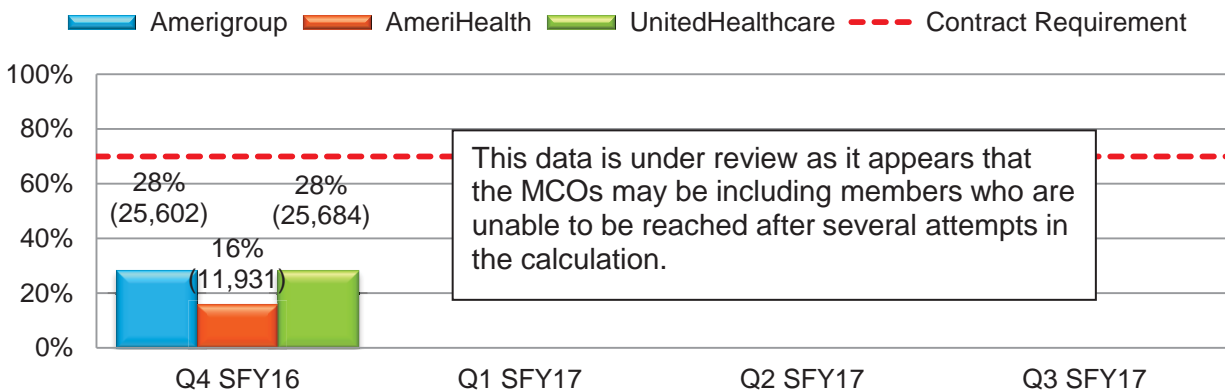 Amerigroup AmeriHealth UnitedHealthcare Contract Requirement
100%
80%
60%
40%
20%
0%
28%
(25,602)
16%
(11,931)
28%
(25,684)
This data is under review as it appears that
the MCOs may be including members who are
unable to be reached after several attempts in
the calculation.
Q4 SFY16 Q1 SFY17 Q2 SFY17 Q3 SFY17